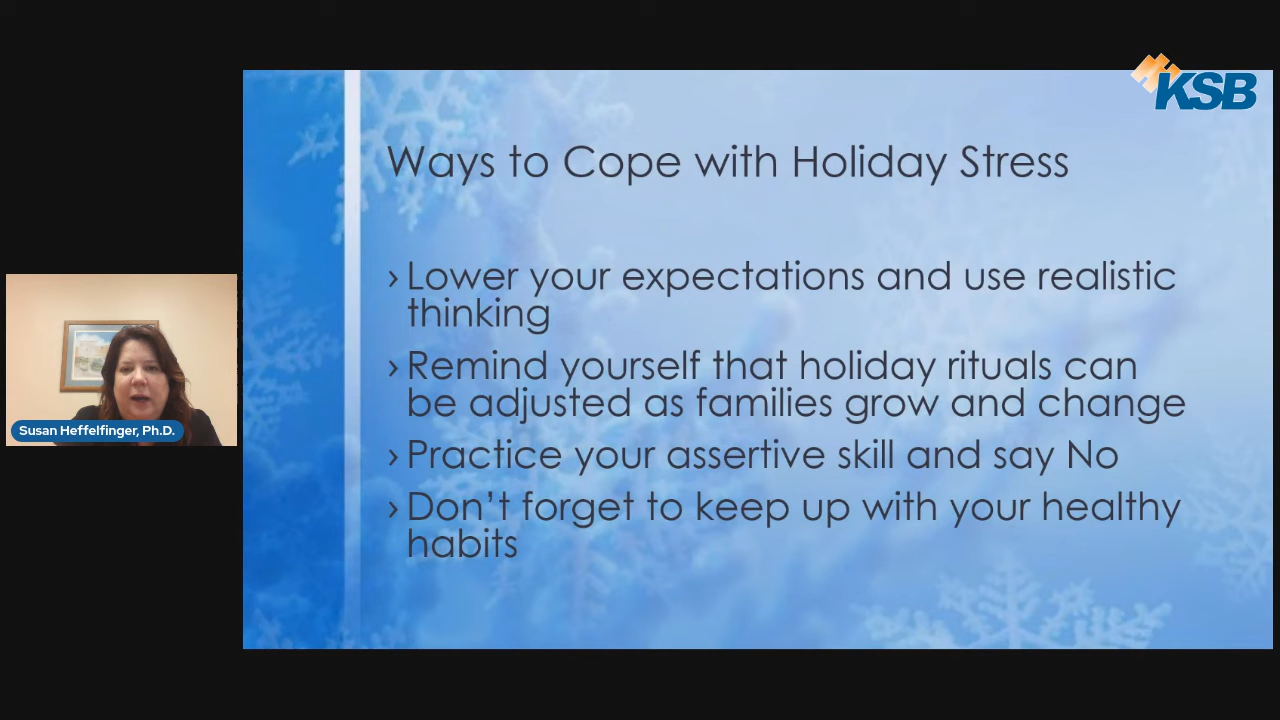 KSB
Ways to Cope with Holiday Stress
› Lower your expectations and use realistic
thinking
› Remind yourself that holiday rituals can
be adjusted as families grow and change
› Practice your assertive skill and say No
› Don’t forget to keep up with your healthy
habits
Susan Heffelfinger, Ph.D.